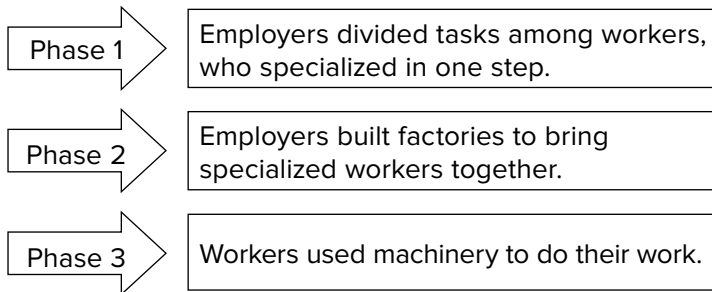 Phase 1
Employers divided tasks among workers,
who specialized in one step.
Phase 2
Employers built factories to bring
specialized workers together.
Phase 3
Workers used machinery to do their work.